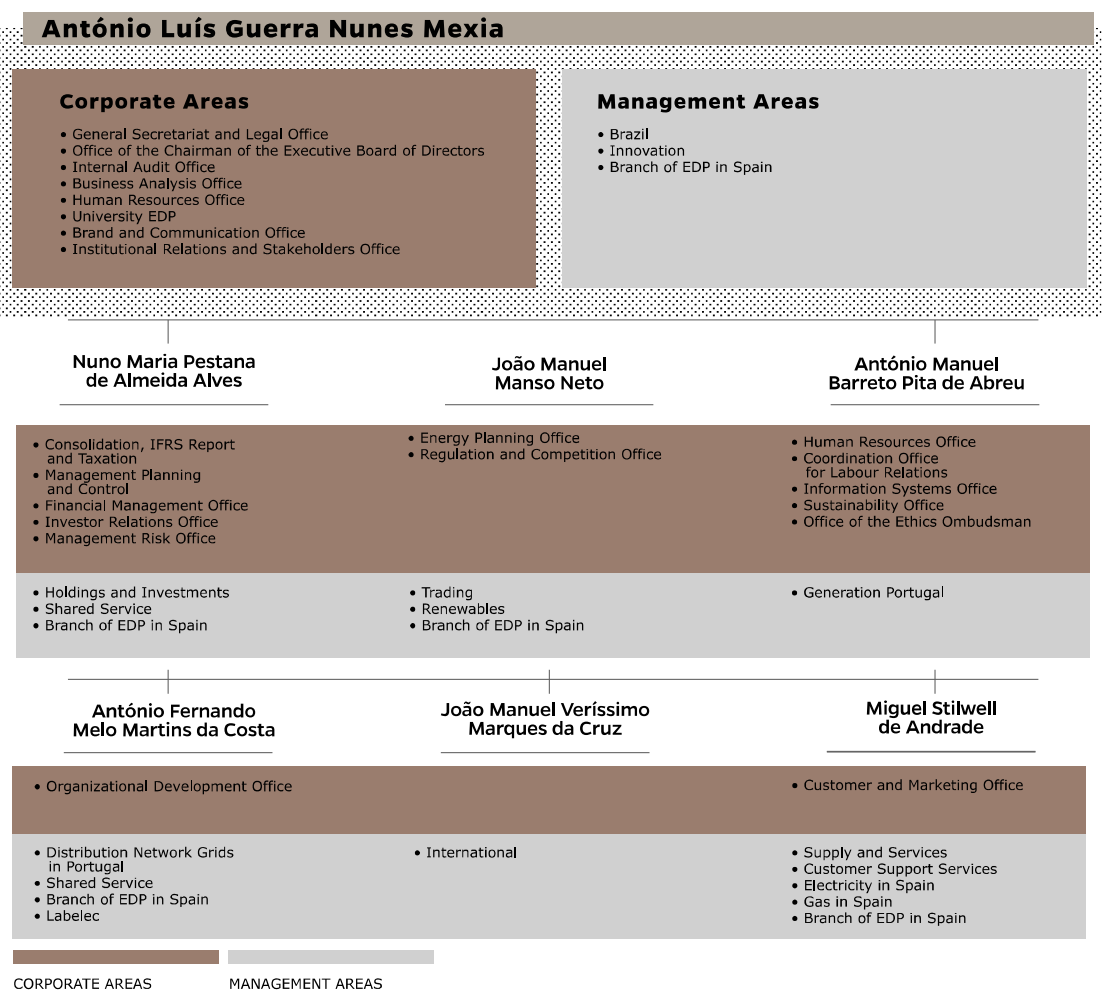 António Luís Guerra Nunes Mexia
Corporate Areas
• General Secretariat and Legal Office
• Office of the Chairman of the Executive Board of Directors
• Internal Audit Office
• Business Analysis Office
• Human Resources Office
• University EDP
• Brand and Communication Office
• Institutional Relations and Stakeholders Office
Management Areas
• Brazil
• Innovation
• Branch of EDP in Spain
Nuno Maria Pestana
de Almeida Alves
• Consolidation, IFRS Report
and Taxation
• Management Planning
and Control
• Financial Management Office
• Investor Relations Office
• Management Risk Office
• Holdings and Investments
• Shared Service
• Branch of EDP in Spain
João Manuel
Manso Neto
• Energy Planning Office
• Regulation and Competition Office
• Trading
• Renewables
• Branch of EDP in Spain
António Manuel
Barreto Pita de Abreu
• Human Resources Office
• Coordination Office
for Labour Relations
• Information Systems Office
• Sustainability Office
• Office of the Ethics Ombudsman
• Generation Portugal
António Fernando
Melo Martins da Costa
• Organizational Development Office
• Distribution Network Grids
in Portugal
• Shared Service
• Branch of EDP in Spain
• Labelec
João Manuel Veríssimo
Marques da Cruz
• International
Miguel Stilwell
de Andrade
• Customer and Marketing Office
• Supply and Services
• Customer Support Services
• Electricity in Spain
• Gas in Spain
• Branch of EDP in Spain
CORPORATE AREAS
MANAGEMENT AREAS